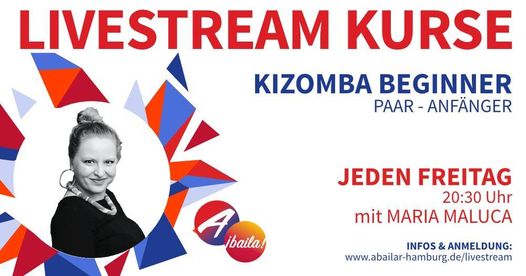 LIVESTREAM KURSE
KIZOMBA BEGINNER
PAAR - ANFÄNGER
JEDEN FREITAG
20:30 Uhr
mit MARIA MALUCA
A
¡baila!
INFOS & ANMELDUNG:
www.abailar-hamburg.de/livestream